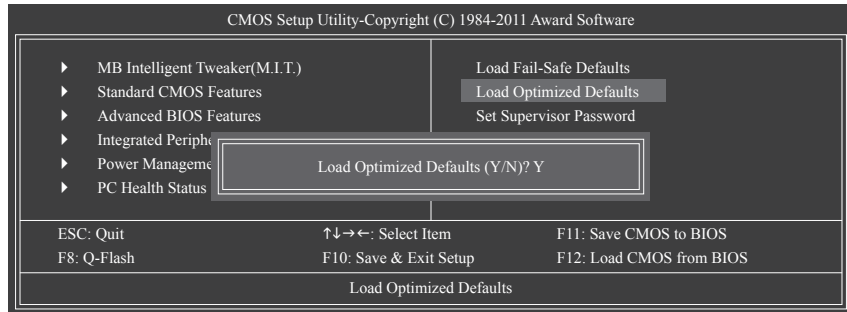 CMOS Setup Utility-Copyright (C) 1984-2011 Award Software
MB Intelligent Tweaker(M.I.T.)
Standard CMOS Features
Advanced BIOS Features
Integrated Periphe
Power Manageme
PC Health Status
Load Fail-Safe Defaults
Load Optimized Defaults
Set Supervisor Password
Load Optimized Defaults (Y/N)? Y
ESC: Quit ↑↓→←: Select Item F11: Save CMOS to BIOS
F8: Q-Flash F10: Save & Exit Setup F12: Load CMOS from BIOS
Load Optimized Defaults